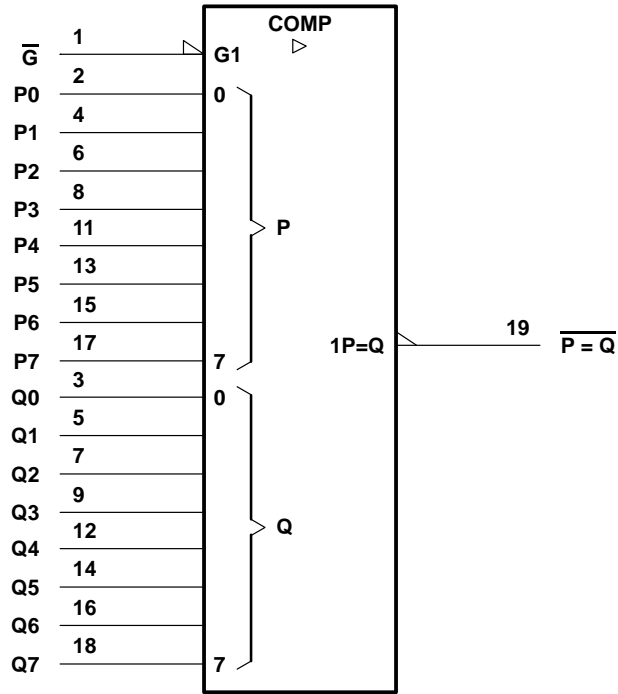 COMP
G̅ 1 G1
P0 2 0
P1 4
P2 6
P3 8
P4 11
P
P5 13
P6 15
P7 17 7
1P=Q 19 P̅ ̅=̅ ̅Q̅
Q0 3 0
Q1 5
Q2 7
Q3 9
Q
Q4 12
Q5 14
Q6 16
Q7 18 7